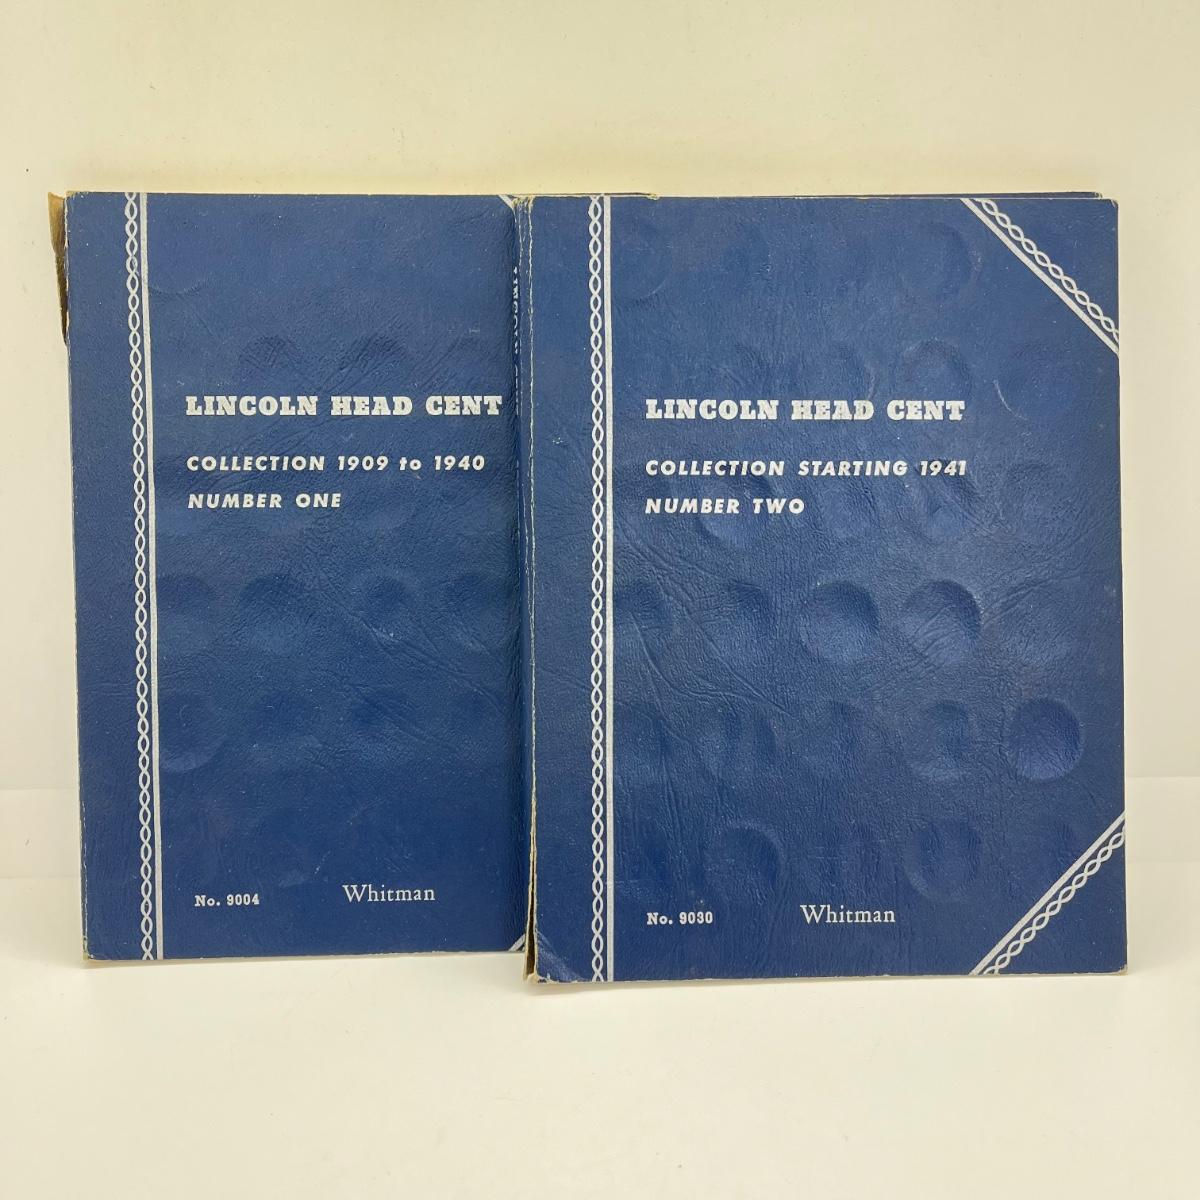 LINCOLN HEAD CENT
COLLECTION 1909 to 1940
NUMBER ONE
No. 9004
Whitman
LINCOLN HEAD CENT
COLLECTION STARTING 1941
NUMBER TWO
No. 9030
Whitman